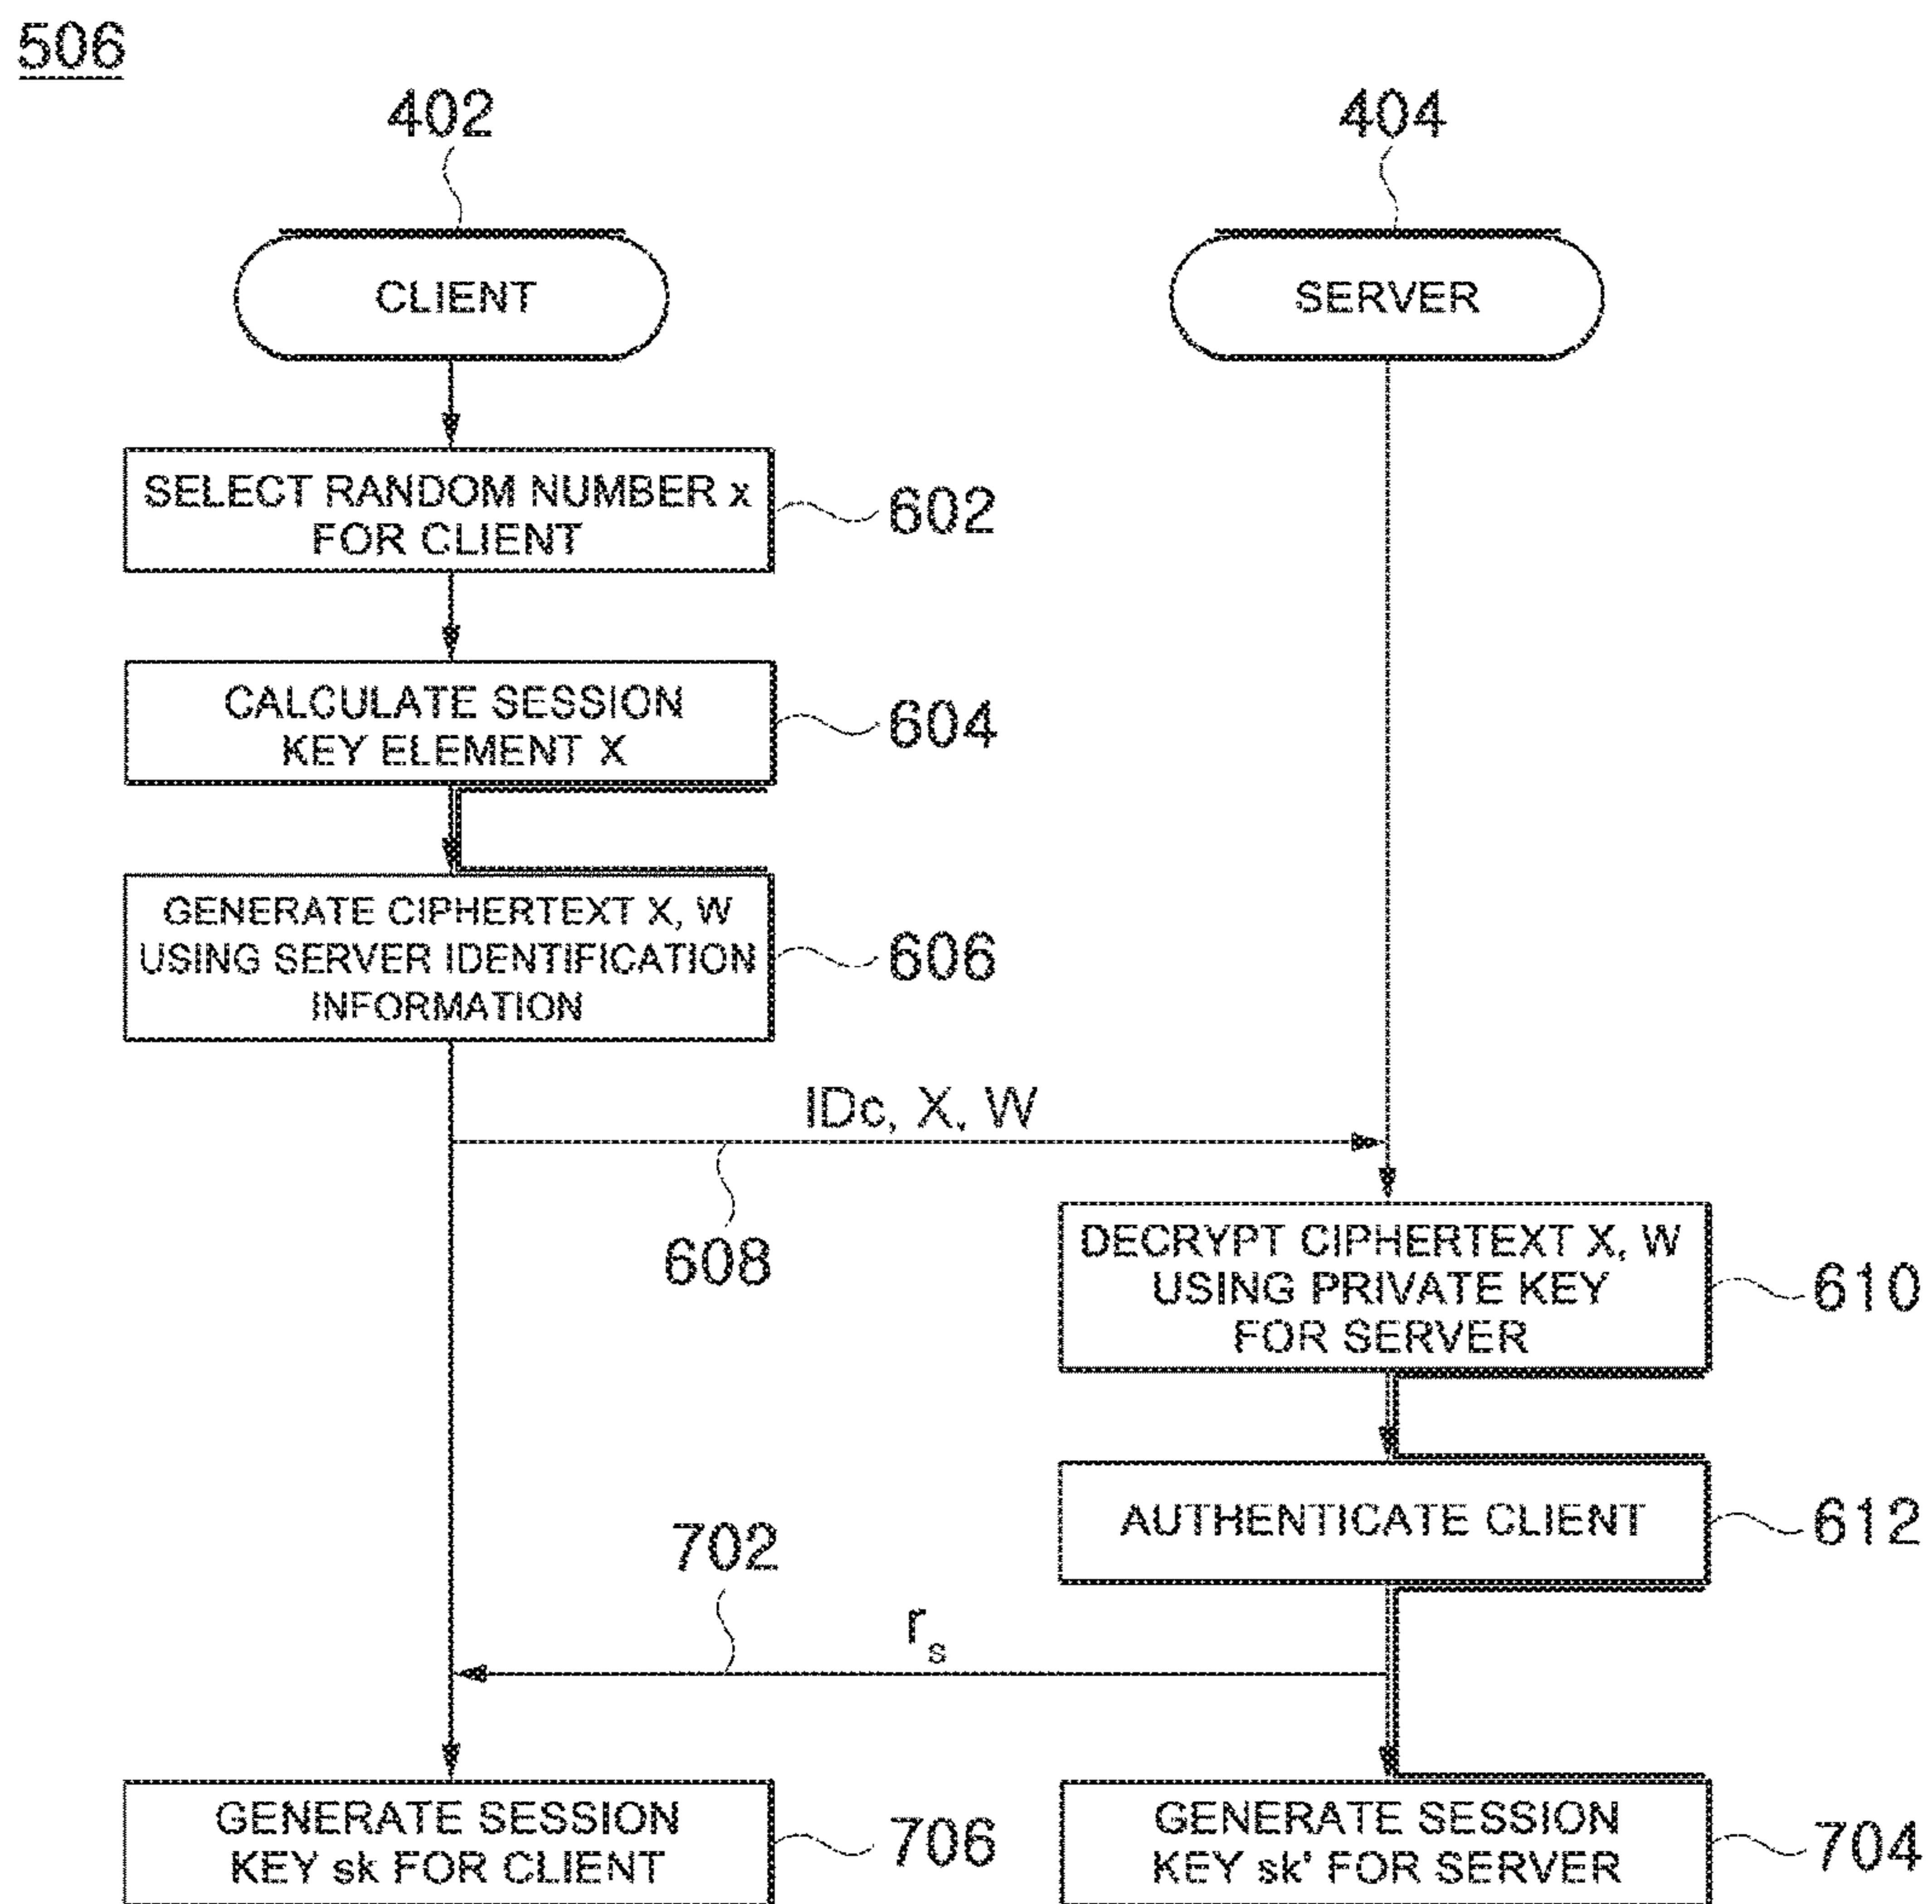 506
402
404
CLIENT
SERVER
SELECT RANDOM NUMBER x
FOR CLIENT
602
CALCULATE SESSION
KEY ELEMENT X
604
GENERATE CIPHERTEXT X, W
USING SERVER IDENTIFICATION
INFORMATION
606
IDc, X, W
608
DECRYPT CIPHERTEXT X, W
USING PRIVATE KEY
FOR SERVER
610
AUTHENTICATE CLIENT
612
702
rs
GENERATE SESSION
KEY sk FOR CLIENT
706
GENERATE SESSION
KEY sk' FOR SERVER
704